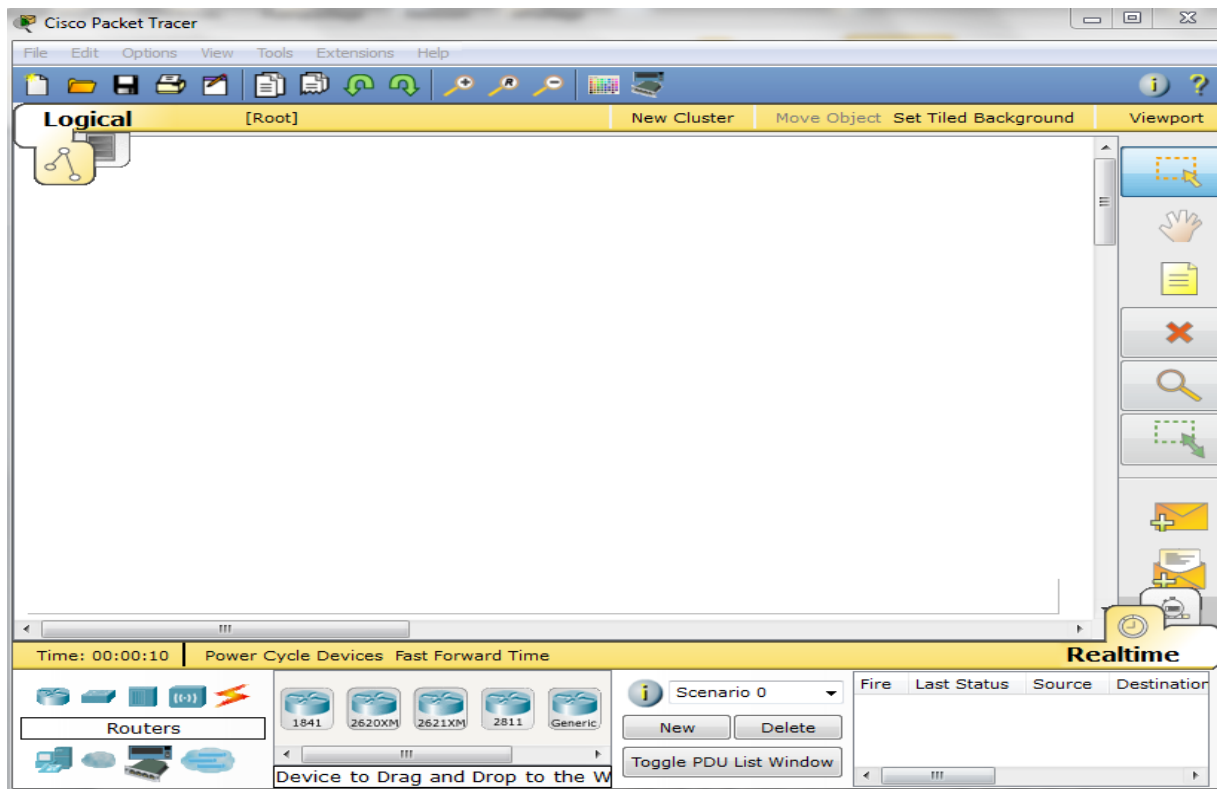 Cisco Packet Tracer
File Edit Options View Tools Extensions Help
Logical [Root] New Cluster Move Object Set Tiled Background Viewport
Time: 00:00:10 Power Cycle Devices Fast Forward Time Realtime
Routers
1841 2620XM 2621XM 2811 Generic
Device to Drag and Drop to the W
Scenario 0
New Delete
Toggle PDU List Window
Fire Last Status Source Destination